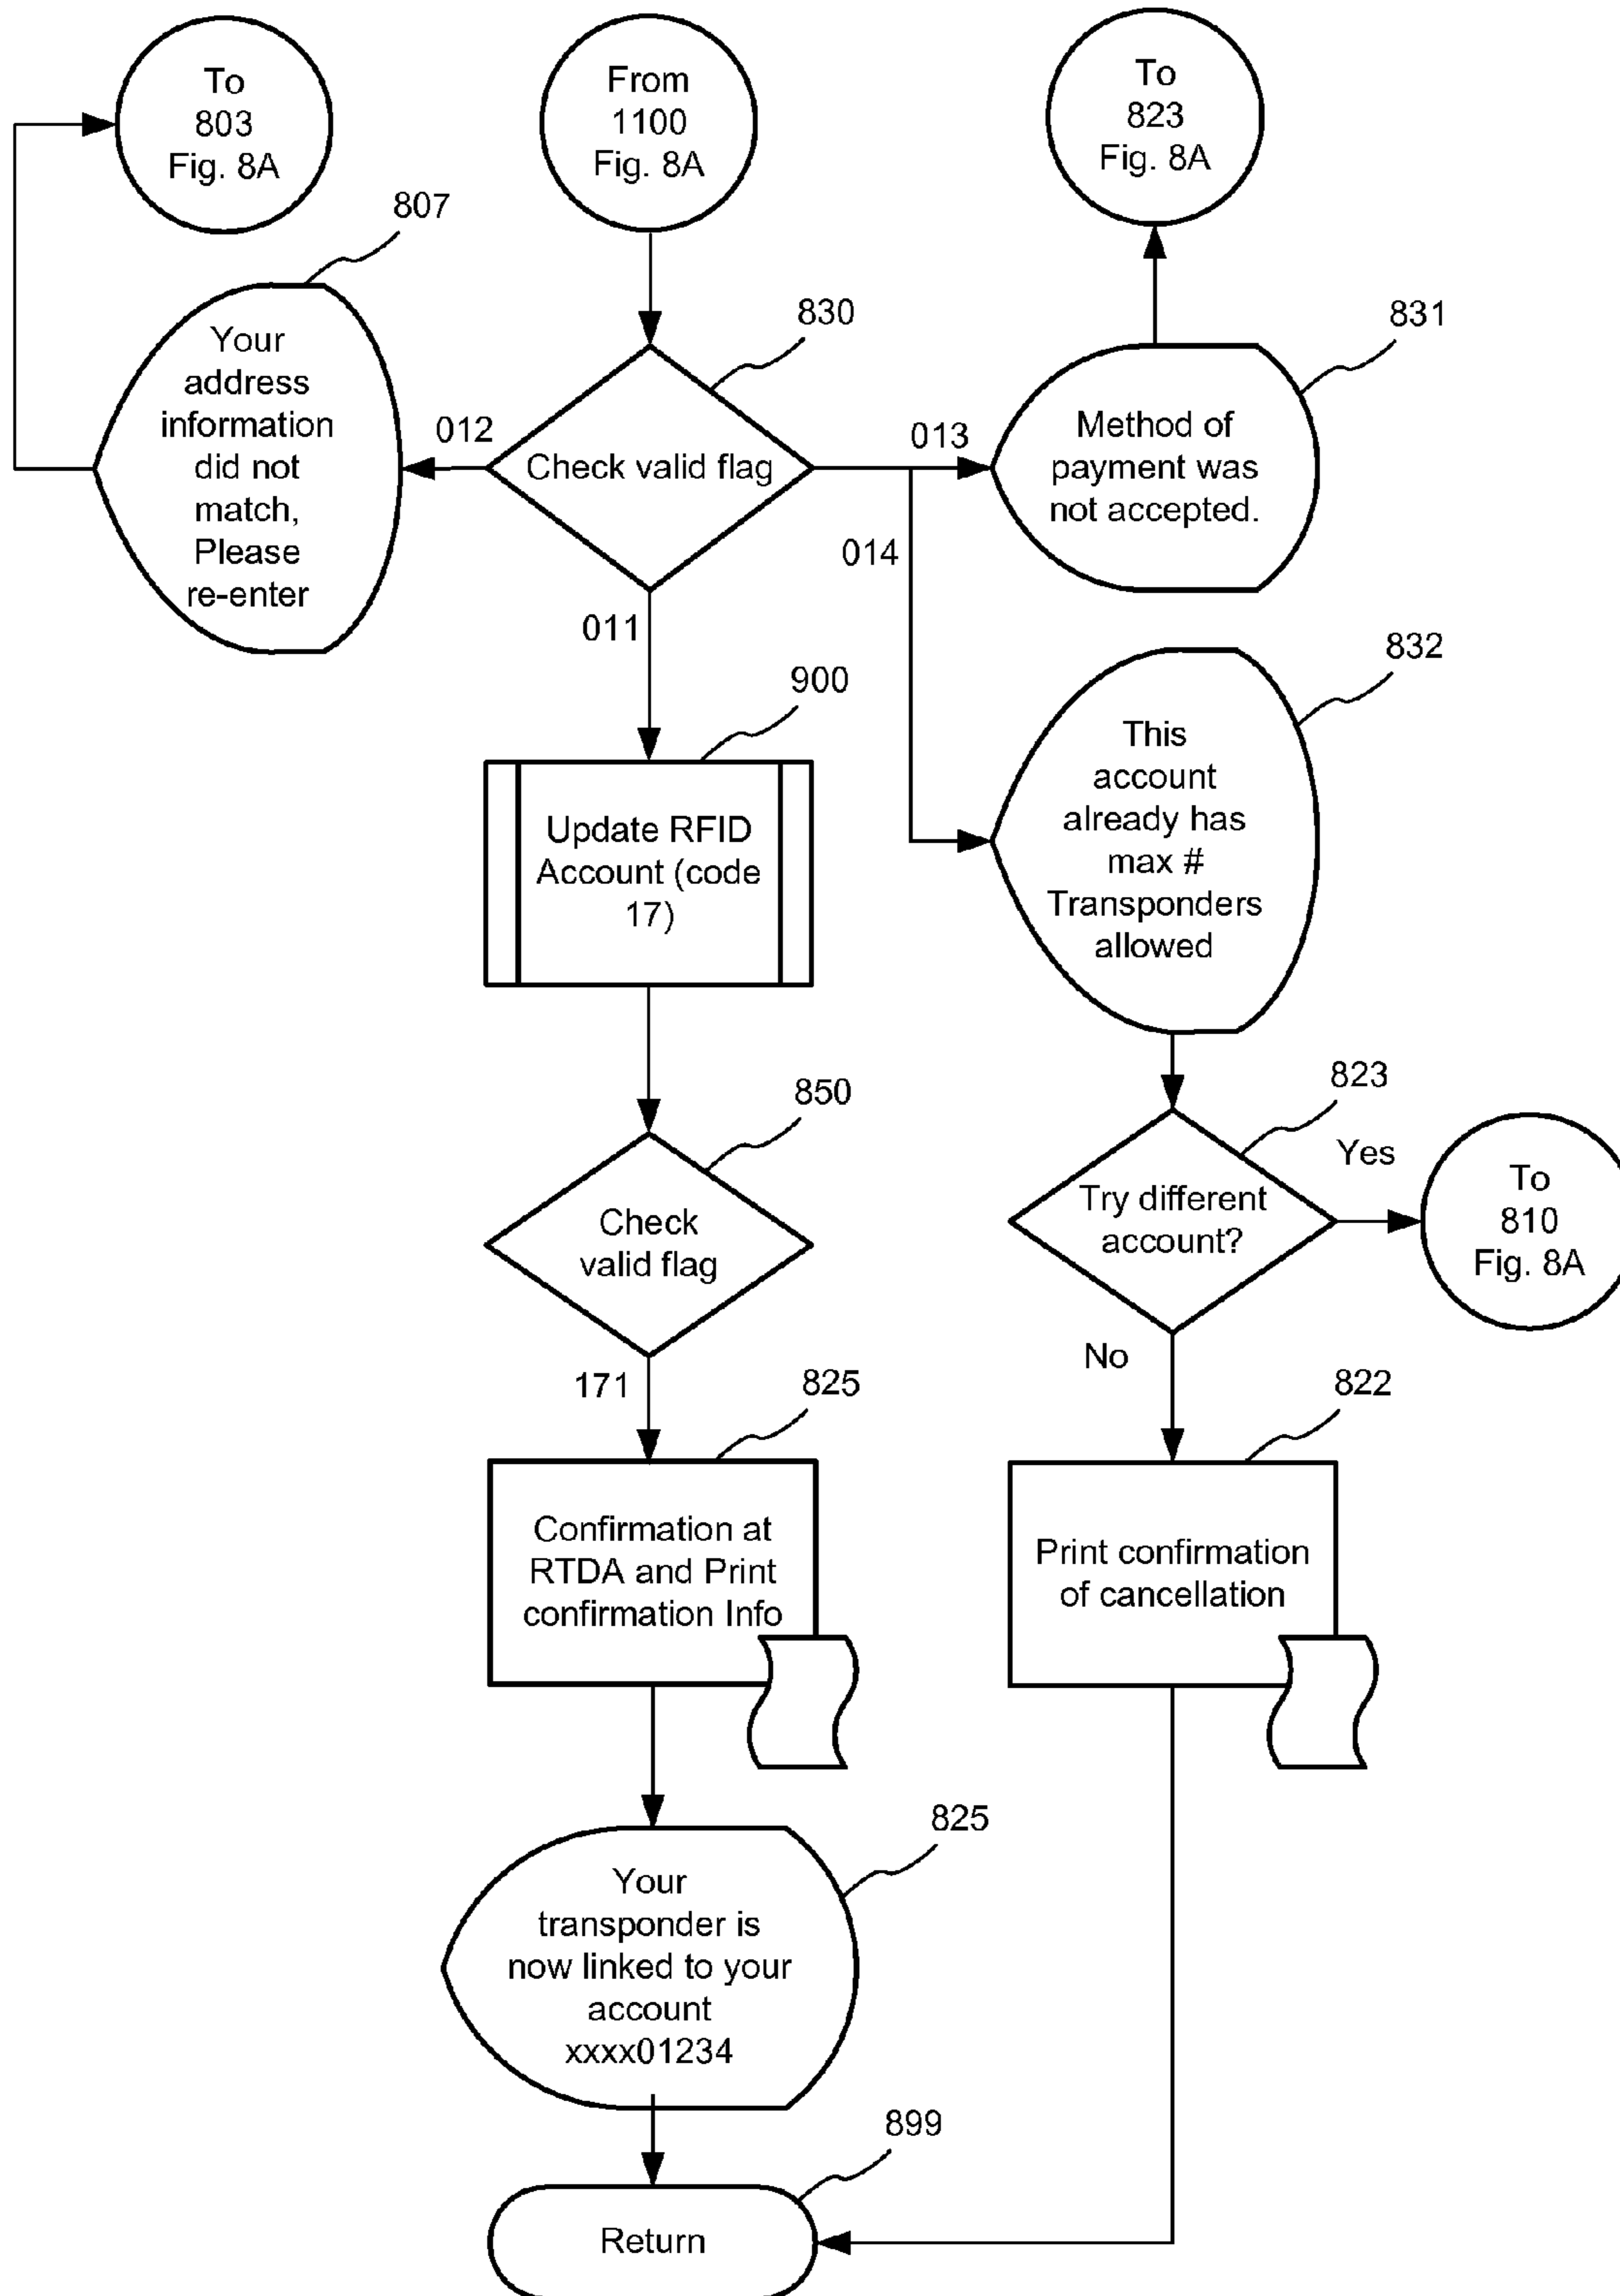 To
803
Fig. 8A
From
1100
Fig. 8A
To
823
Fig. 8A
807
830
831
Your
address
information
did not
match,
Please
re-enter
012
Check valid flag
013
Method of
payment was
not accepted.
014
011
832
900
This
account
already has
max #
Transponders
allowed
Update RFID
Account (code
17)
823
850
Yes
Try different
account?
To
810
Fig. 8A
Check
valid flag
No
171
825
822
Confirmation at
RTDA and Print
confirmation Info
Print confirmation
of cancellation
825
Your
transponder is
now linked to your
account
xxxx01234
899
Return